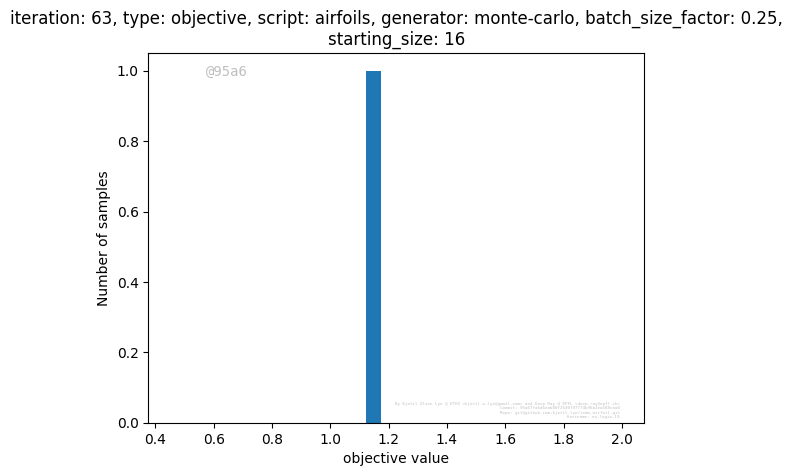 iteration: 63, type: objective, script: airfoils, generator: monte-carlo, batch_size_factor: 0.25,
starting_size: 16
@95a6
1.0
0.8
0.6
0.4
0.2
0.0
Number of samples
0.4 0.6 0.8 1.0 1.2 1.4 1.6 1.8 2.0
objective value